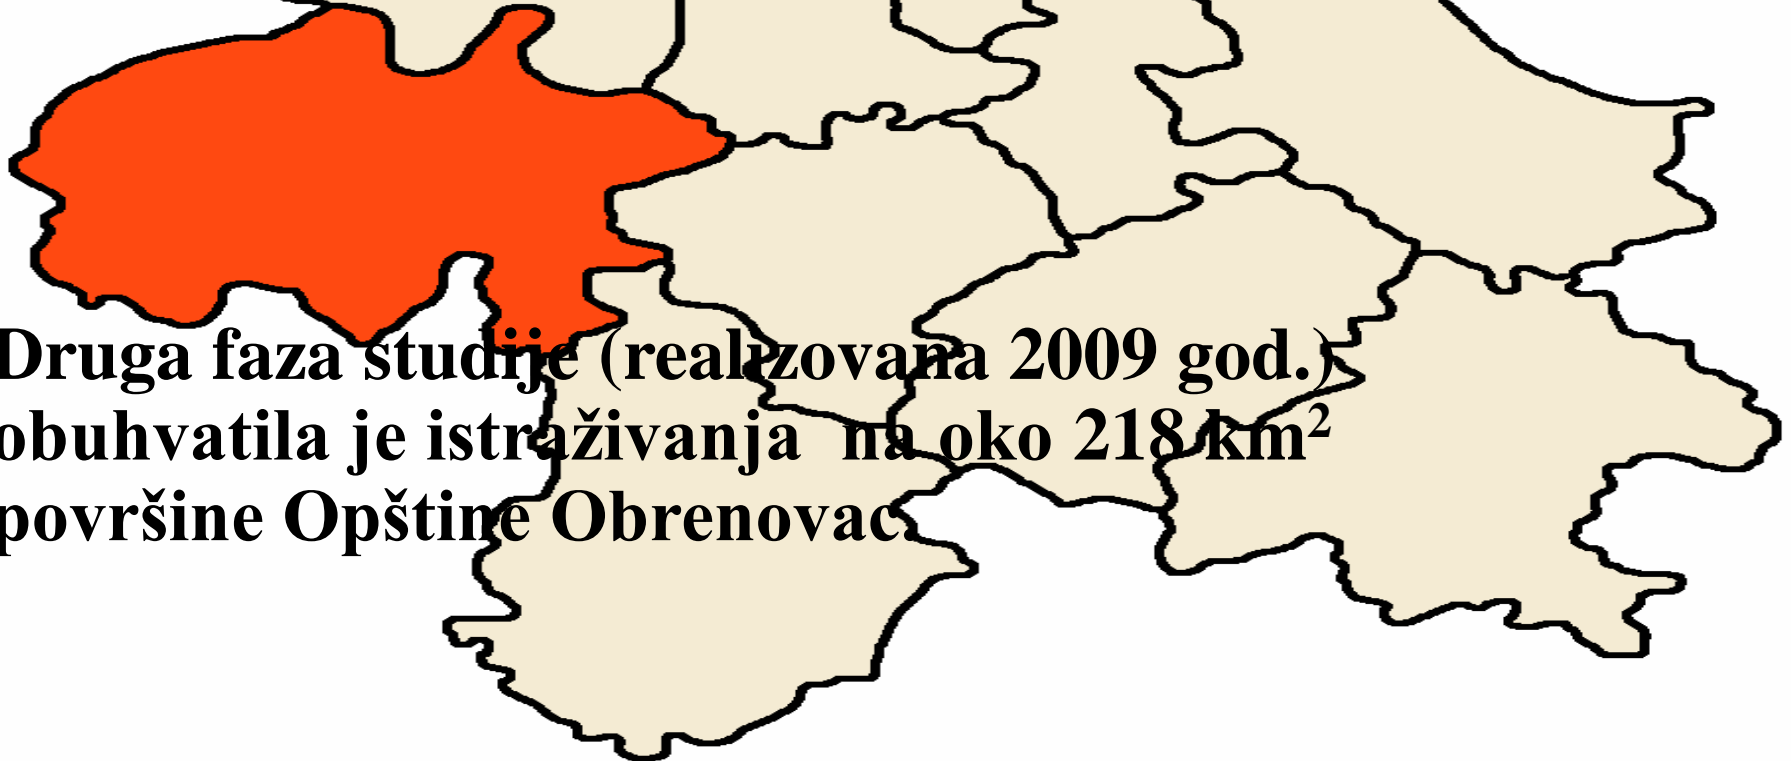 Druga faza studije (realizovana 2009 god.)
obuhvatila je istraživanja na oko 218 km²
površine Opštine Obrenovac.